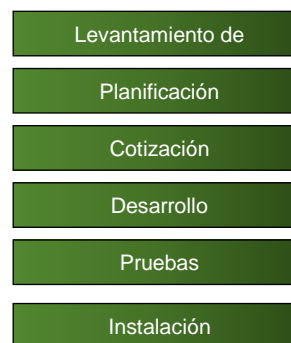 Levantamiento de
Planificación
Cotización
Desarrollo
Pruebas
Instalación